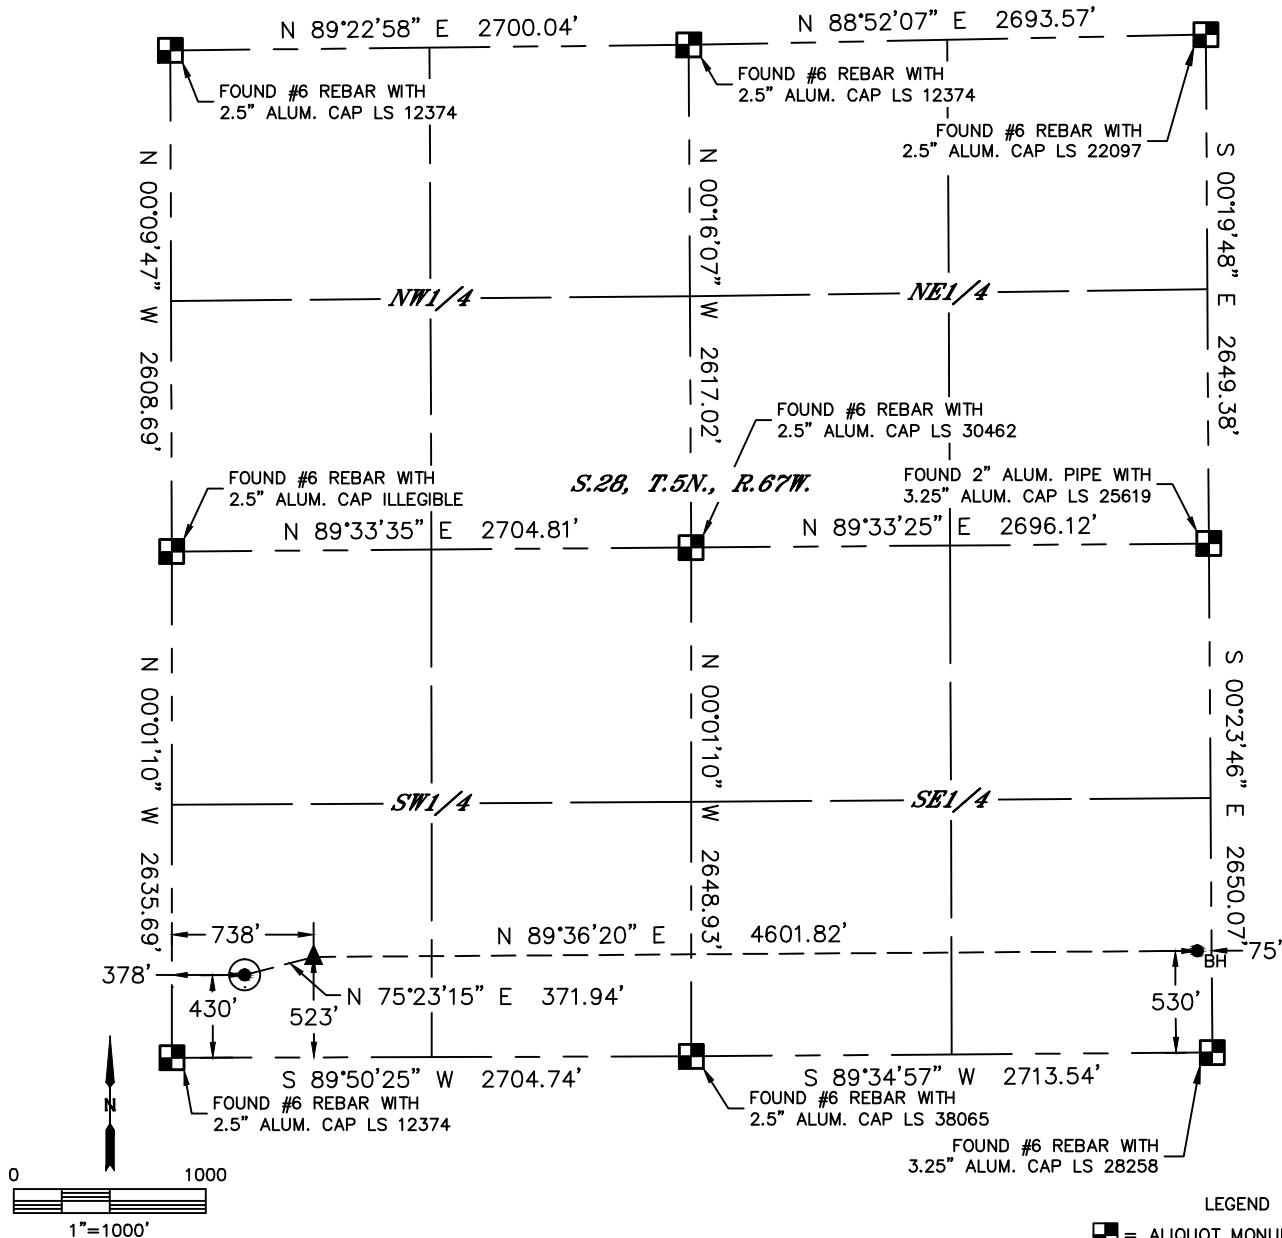 N 89°22'58" E 2700.04'
N 88°52'07" E 2693.57'
FOUND #6 REBAR WITH
2.5" ALUM. CAP LS 12374
FOUND #6 REBAR WITH
2.5" ALUM. CAP LS 12374
FOUND #6 REBAR WITH
2.5" ALUM. CAP LS 22097
N 00°09'47" W 2608.69'
N 00°16'07" W 2617.02'
S 00°19'48" E 2649.38'
NW1/4
NE1/4
FOUND #6 REBAR WITH
2.5" ALUM. CAP LS 30462
FOUND #6 REBAR WITH
2.5" ALUM. CAP ILLEGIBLE
S.28, T.5N., R.67W.
FOUND 2" ALUM. PIPE WITH
3.25" ALUM. CAP LS 25619
N 89°33'35" E 2704.81'
N 89°33'25" E 2696.12'
N 00°01'10" W 2635.69'
N 00°01'10" W 2648.93'
S 00°23'46" E 2650.07'
SW1/4
SE1/4
738'
N 89°36'20" E 4601.82'
75'
BH
378'
N 75°23'15" E 371.94'
430'
523'
530'
S 89°50'25" W 2704.74'
S 89°34'57" W 2713.54'
FOUND #6 REBAR WITH
2.5" ALUM. CAP LS 12374
FOUND #6 REBAR WITH
2.5" ALUM. CAP LS 38065
FOUND #6 REBAR WITH
3.25" ALUM. CAP LS 28258
N
0 1000
1"=1000'
LEGEND
= ALIQUOT